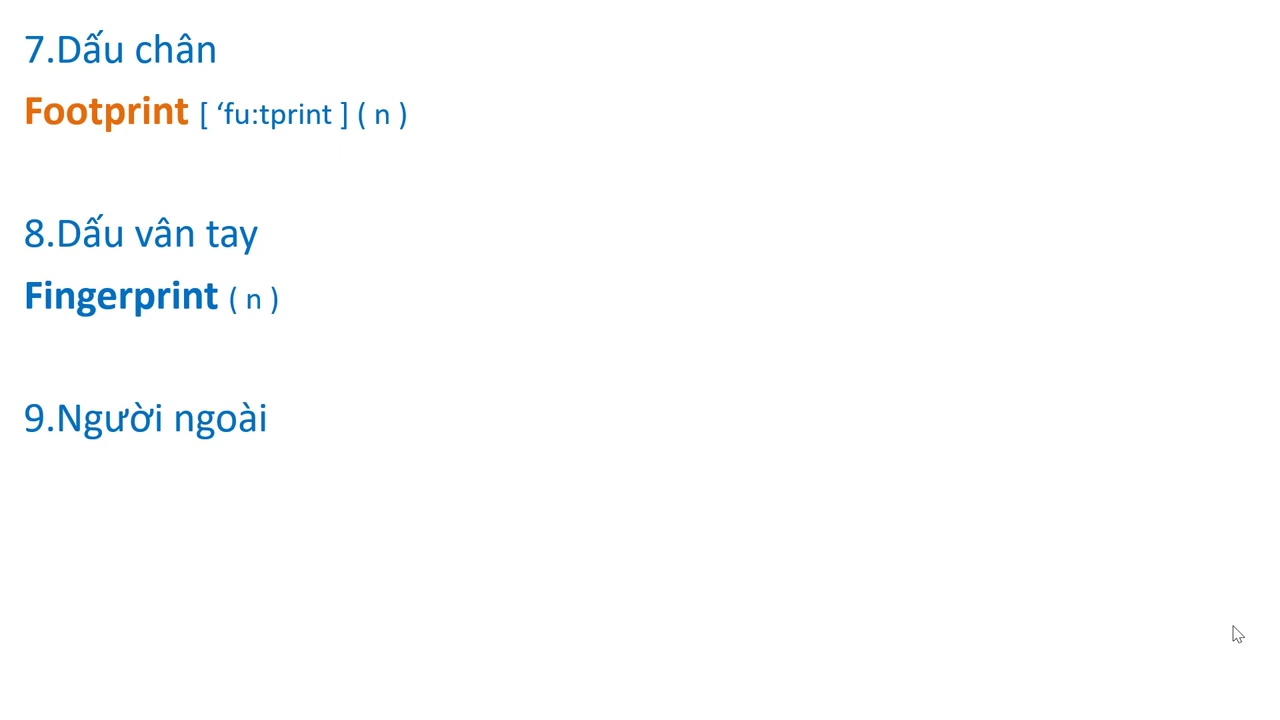 7.Dấu chân
Footprint [ ‘fu:tprint ] ( n )
8.Dấu vân tay
Fingerprint ( n )
9.Người ngoài